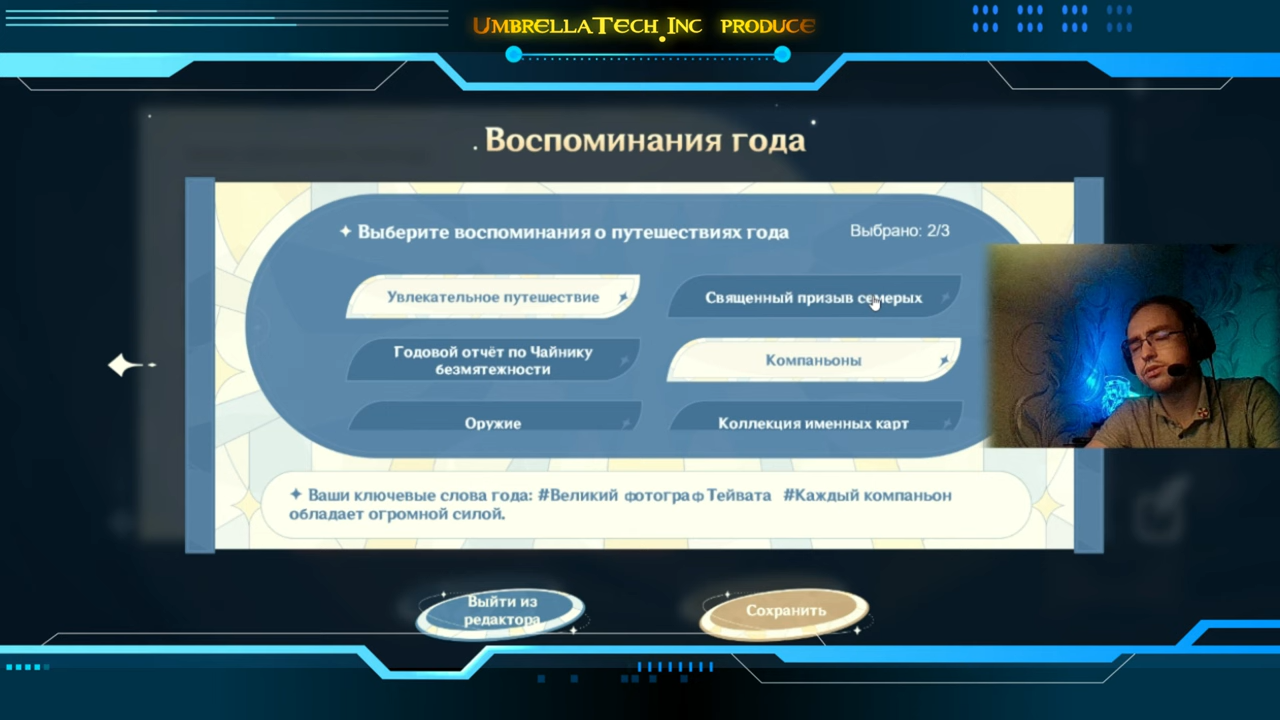 UmbrellaTech.Inc produce
Воспоминания года
Выберите воспоминания о путешествиях года
Выбрано: 2/3
Увлекательное путешествие
Священный призыв семерых
Годовой отчёт по Чайнику
безмятежности
Компаньоны
Оружие
Коллекция именных карт
Ваши ключевые слова года: #Великий фотограф Тейвата #Каждый компаньон
обладает огромной силой.
Выйти из
редактора
Сохранить